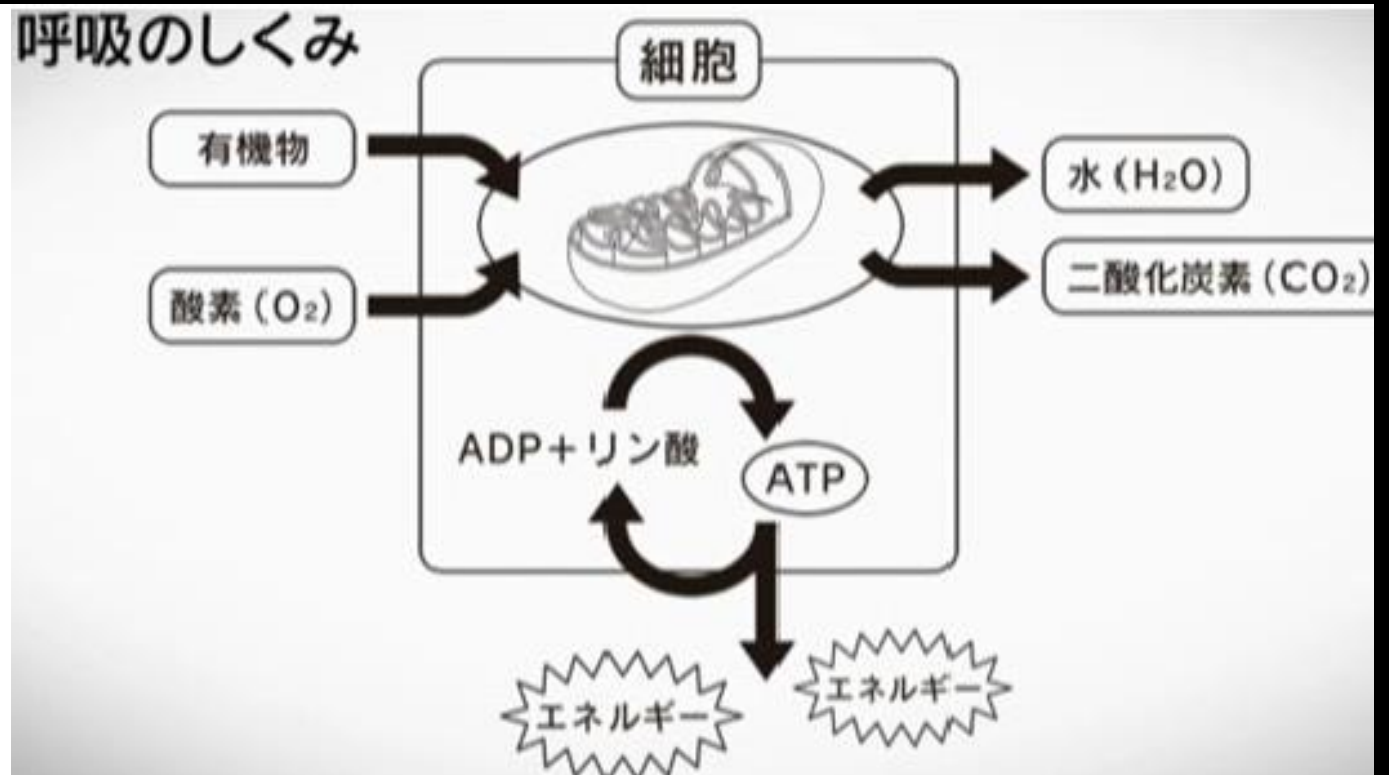 呼吸のしくみ
細胞
有機物
酸素(O₂)
水(H₂O)
二酸化炭素(CO₂)
ADP+リン酸
ATP
エネルギー
エネルギー